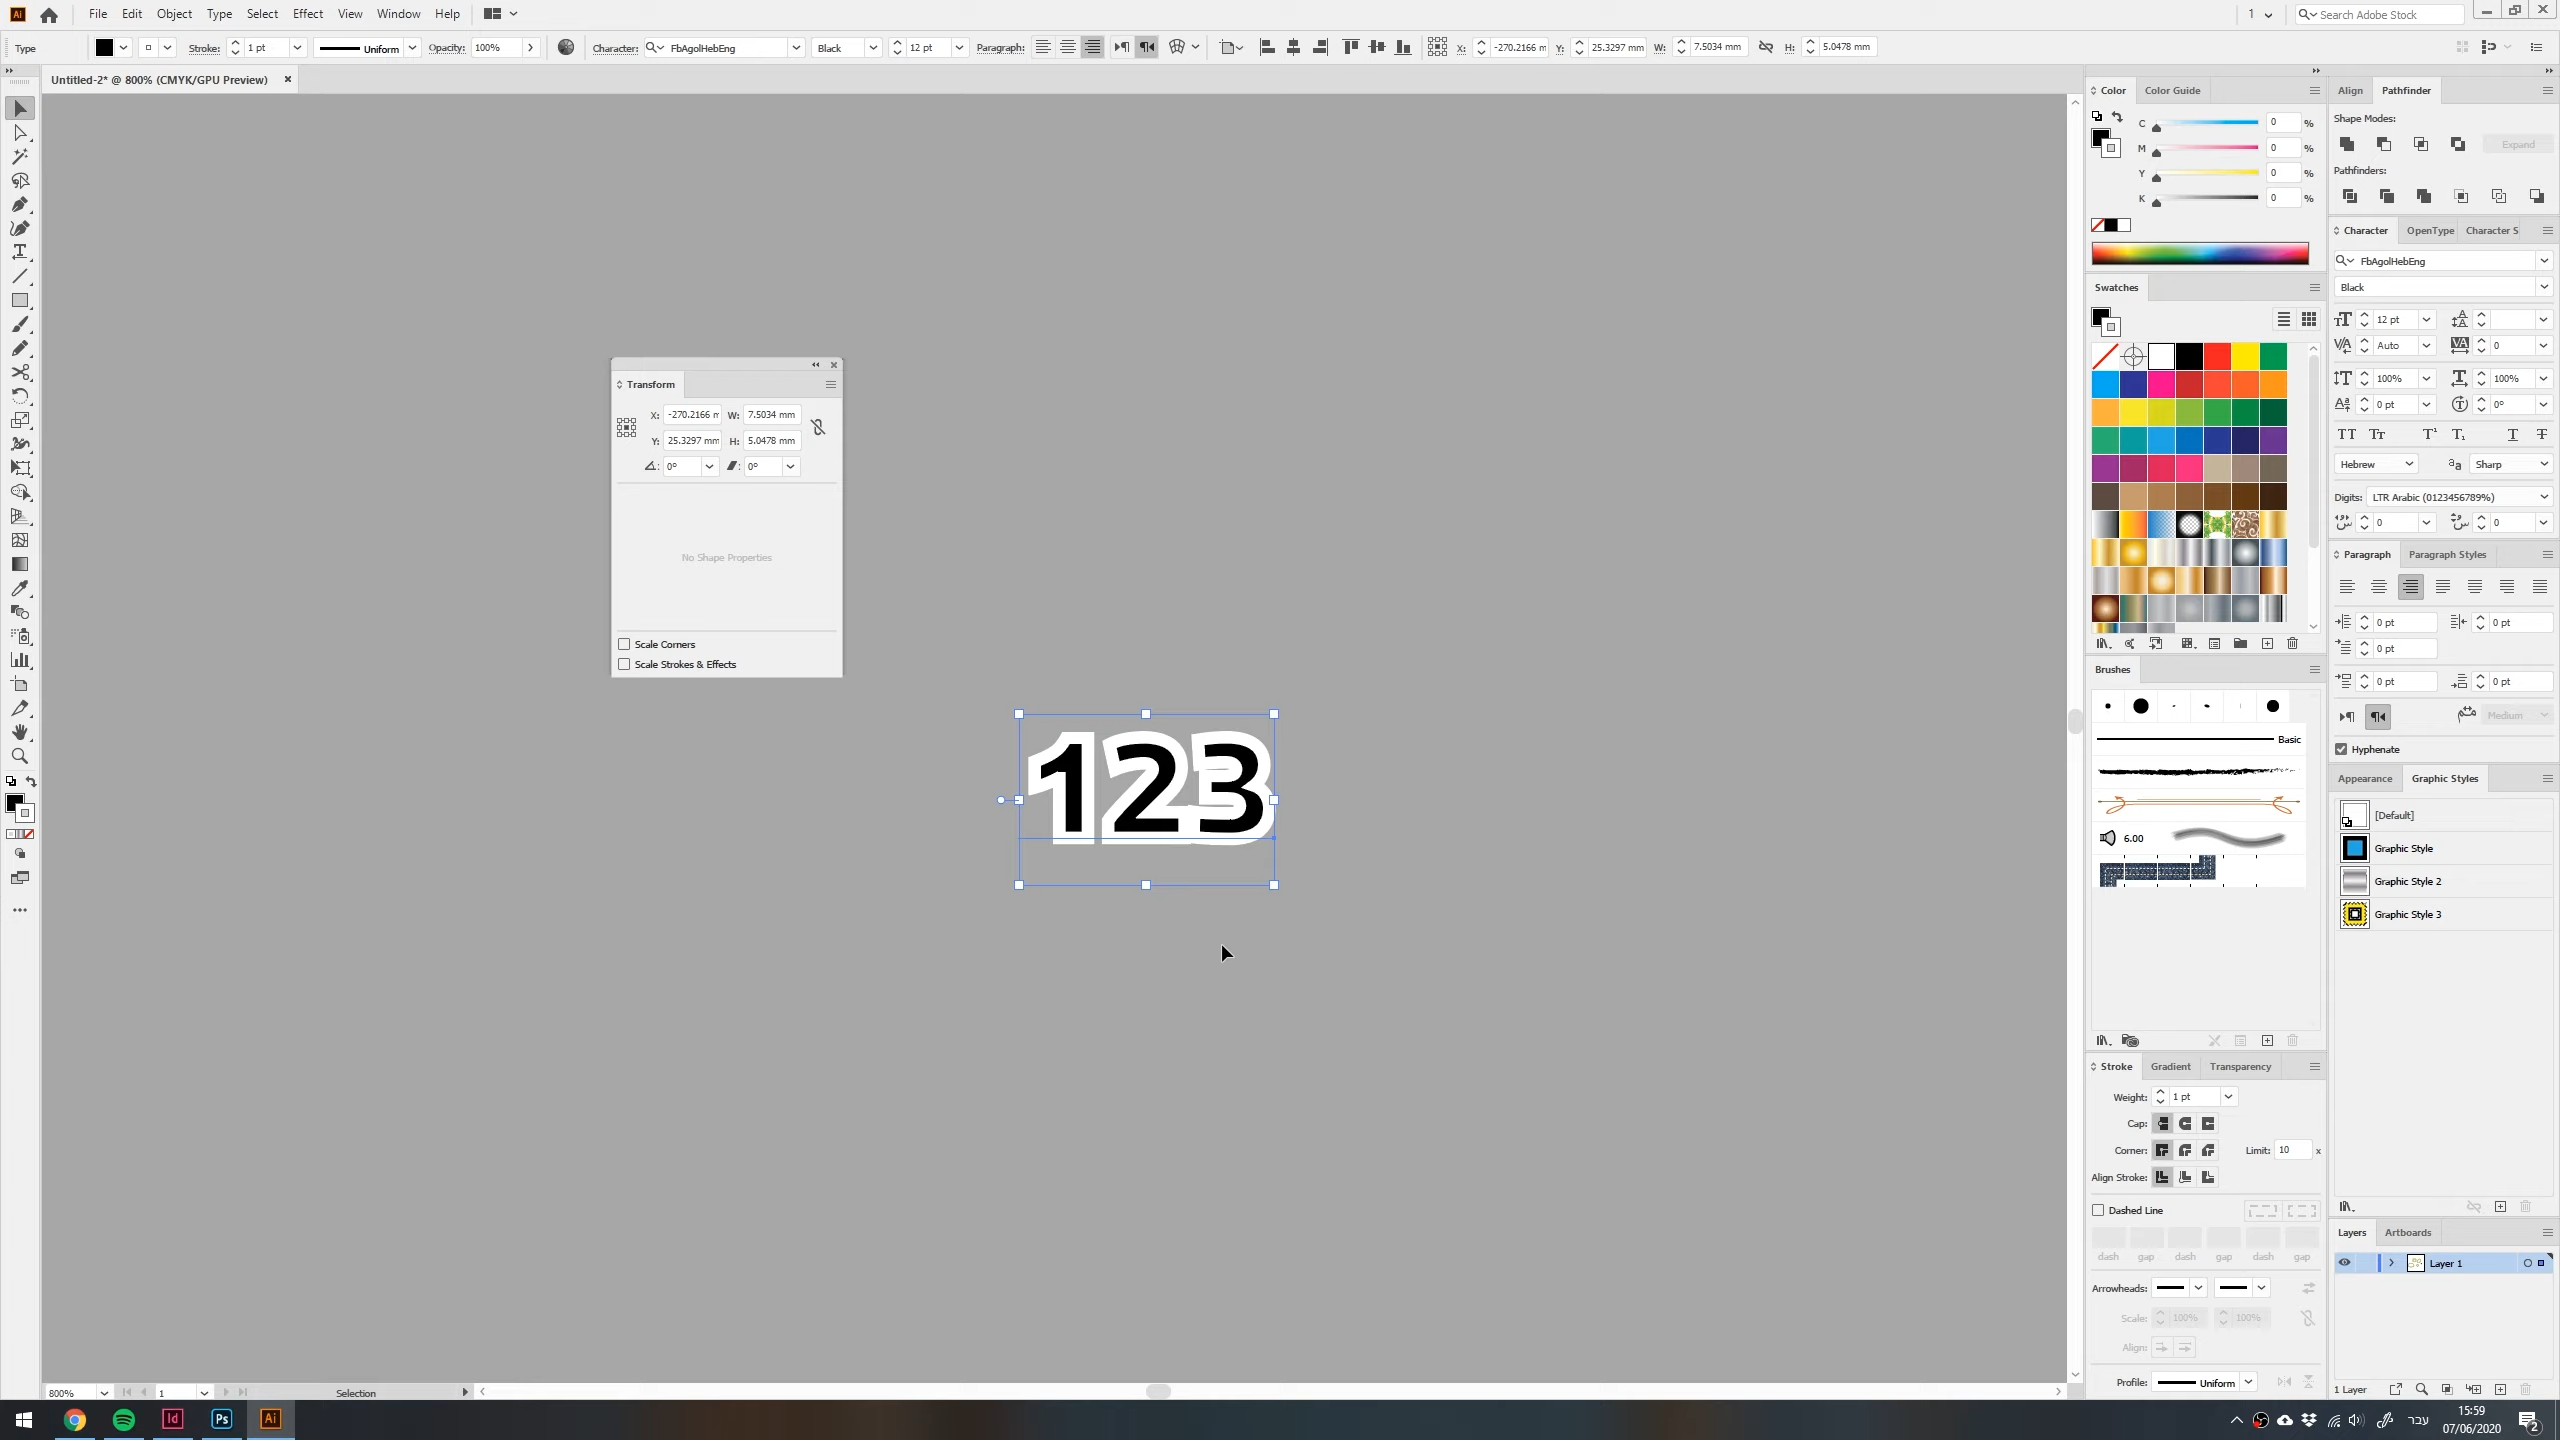 File Edit Object Type Select Effect View Window Help 1 Search Adobe Stock
Type Stroke: 1 pt Uniform Opacity: 100% Character: FbAgolHebEng Black 12 pt Paragraph: X: -270.2166 m Y: 25.3297 mm W: 7.5034 mm H: 5.0478 mm
Untitled-2* @ 800% (CMYK/GPU Preview)
Transform
X: -270.2166 m W: 7.5034 mm
Y: 25.3297 mm H: 5.0478 mm
0° 0°
No Shape Properties
Scale Corners
Scale Strokes & Effects
123
800% 1 Selection
Color Color Guide
C 0 %
M 0 %
Y 0 %
K 0 %
Swatches
Brushes
Basic
6.00
Stroke Gradient Transparency
Weight: 1 pt
Cap:
Corner: Limit: 10 x
Align Stroke:
Dashed Line
dash gap dash gap dash gap
Arrowheads:
Scale: 100% 100%
Align:
Profile: Uniform
Align Pathfinder
Shape Modes:
Expand
Pathfinders:
Character OpenType Character S
FbAgolHebEng
Black
12 pt
Auto 0
100% 100%
0 pt 0°
Hebrew Sharp
Digits: LTR Arabic (0123456789%)
0 0
Paragraph Paragraph Styles
0 pt 0 pt
0 pt
0 pt 0 pt
Medium
Hyphenate
Appearance Graphic Styles
[Default]
Graphic Style
Graphic Style 2
Graphic Style 3
Layers Artboards
Layer 1
1 Layer
Id Ps Ai
עבר
15:59
07/06/2020
2